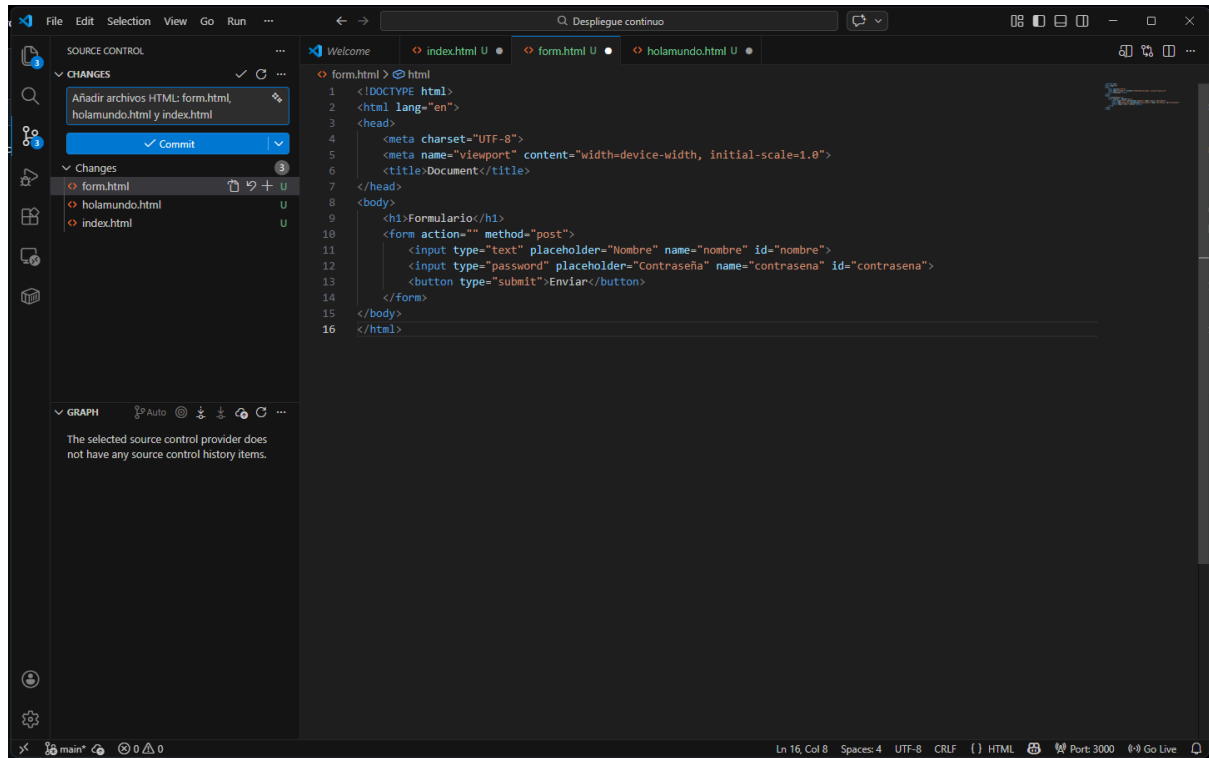 File Edit Selection View Go Run ···
Despliegue continuo
SOURCE CONTROL
CHANGES
Añadir archivos HTML: form.html,
holamundo.html y index.html
Commit
Changes 3
form.html U
holamundo.html U
index.html U
GRAPH Auto
The selected source control provider does
not have any source control history items.
Welcome index.html U form.html U holamundo.html U
form.html > html
1 <!DOCTYPE html>
2 <html lang="en">
3 <head>
4 <meta charset="UTF-8">
5 <meta name="viewport" content="width=device-width, initial-scale=1.0">
6 <title>Document</title>
7 </head>
8 <body>
9 <h1>Formulario</h1>
10 <form action="" method="post">
11 <input type="text" placeholder="Nombre" name="nombre" id="nombre">
12 <input type="password" placeholder="Contraseña" name="contrasena" id="contrasena">
13 <button type="submit">Enviar</button>
14 </form>
15 </body>
16 </html>
3
3
main* 0 0
Ln 16, Col 8 Spaces: 4 UTF-8 CRLF {} HTML Port: 3000 Go Live